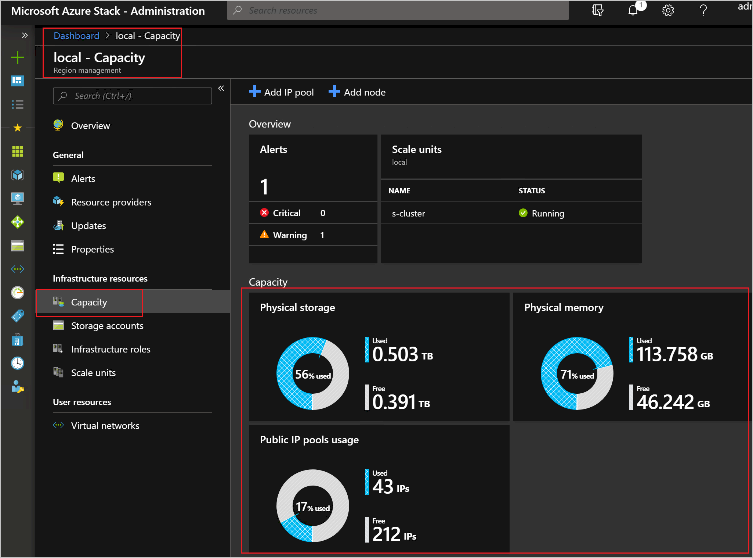 Microsoft Azure Stack - Administration
Search resources
1
adr
Dashboard > local - Capacity
local - Capacity
Region management
Search (Ctrl+/)
Overview
General
Alerts
Resource providers
Updates
Properties
Infrastructure resources
Capacity
Storage accounts
Infrastructure roles
Scale units
User resources
Virtual networks
Add IP pool
Add node
Overview
Alerts
1
Critical 0
Warning 1
Scale units
local
NAME STATUS
s-cluster Running
Capacity
Physical storage
56% used
Used
0.503 TB
Free
0.391 TB
Physical memory
71% used
Used
113.758 GB
Free
46.242 GB
Public IP pools usage
17% used
Used
43 IPs
Free
212 IPs